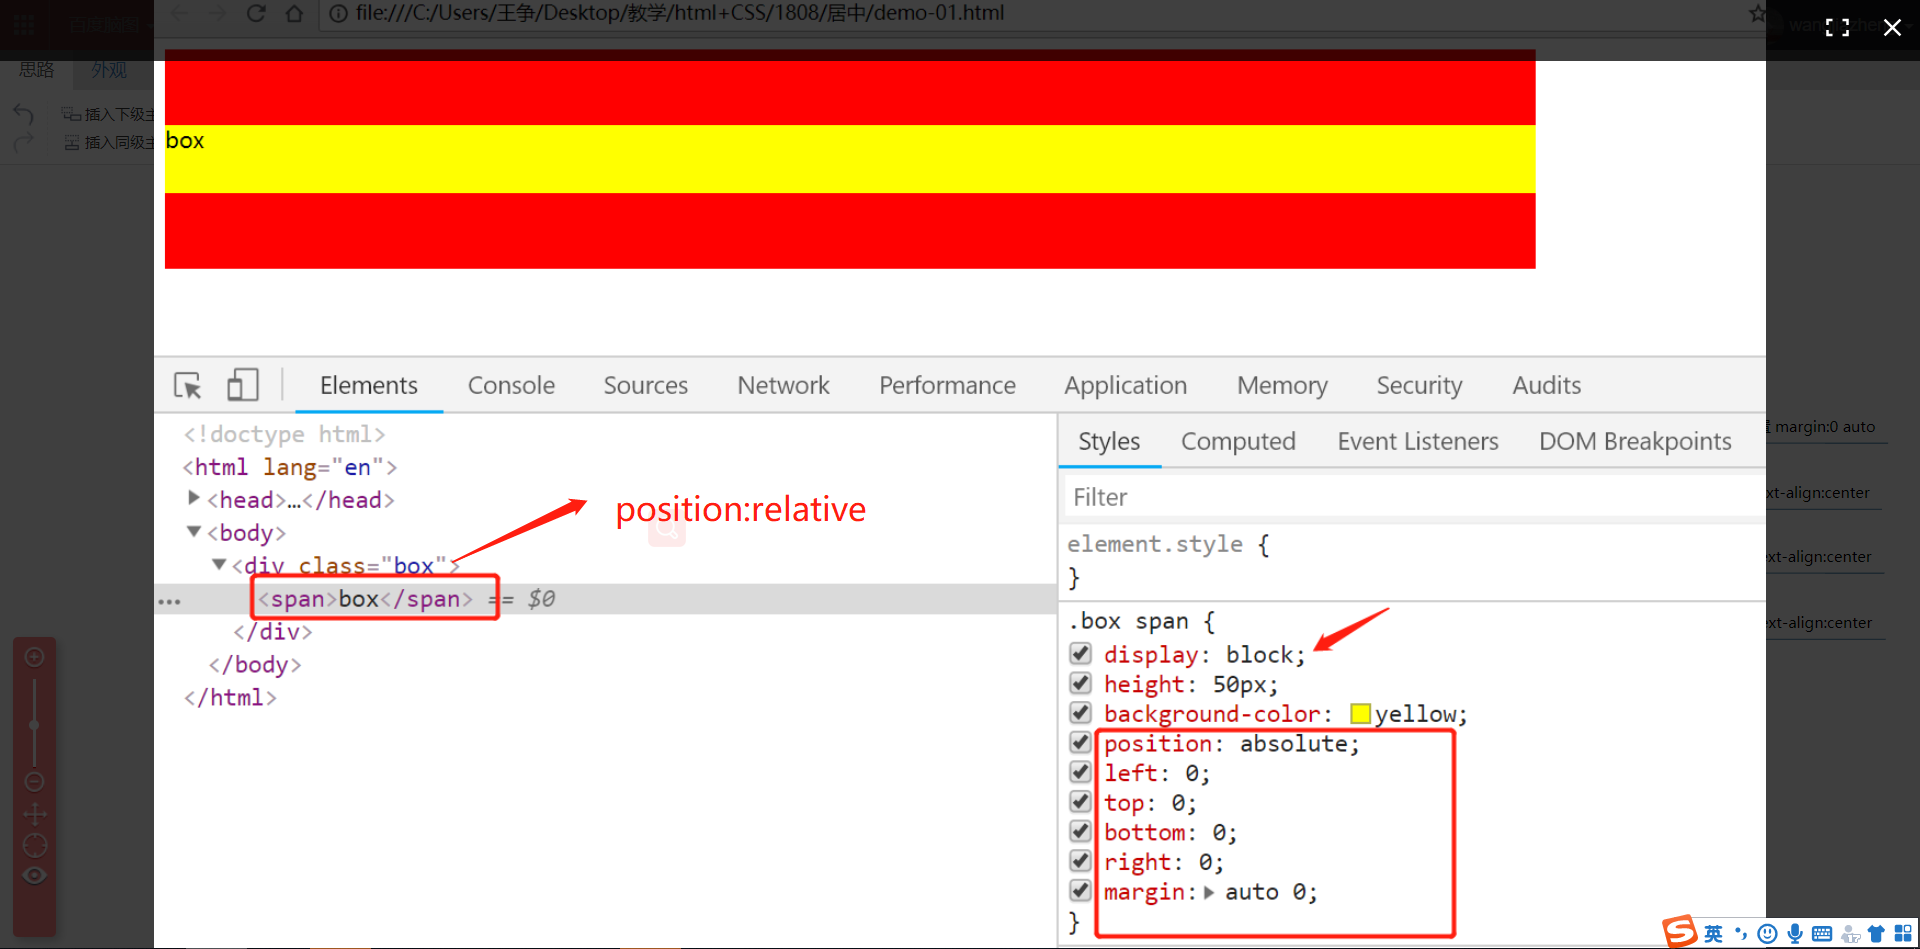 百度脑图
file:///C:/Users/王争/Desktop/教学/html+CSS/1808/居中/demo-01.html
思路 外观
插入下级主
插入同级主
box
Elements Console Sources Network Performance Application Memory Security Audits
<!doctype html>
<html lang="en">
<head>…</head>
<body>
<div class="box">
... <span>box</span> == $0
</div>
</body>
</html>
position:relative
Styles Computed Event Listeners DOM Breakpoints
Filter
element.style {
}
.box span {
display: block;
height: 50px;
background-color: yellow;
position: absolute;
left: 0;
top: 0;
bottom: 0;
right: 0;
margin: auto 0;
}
margin:0 auto
xt-align:center
xt-align:center
xt-align:center
英